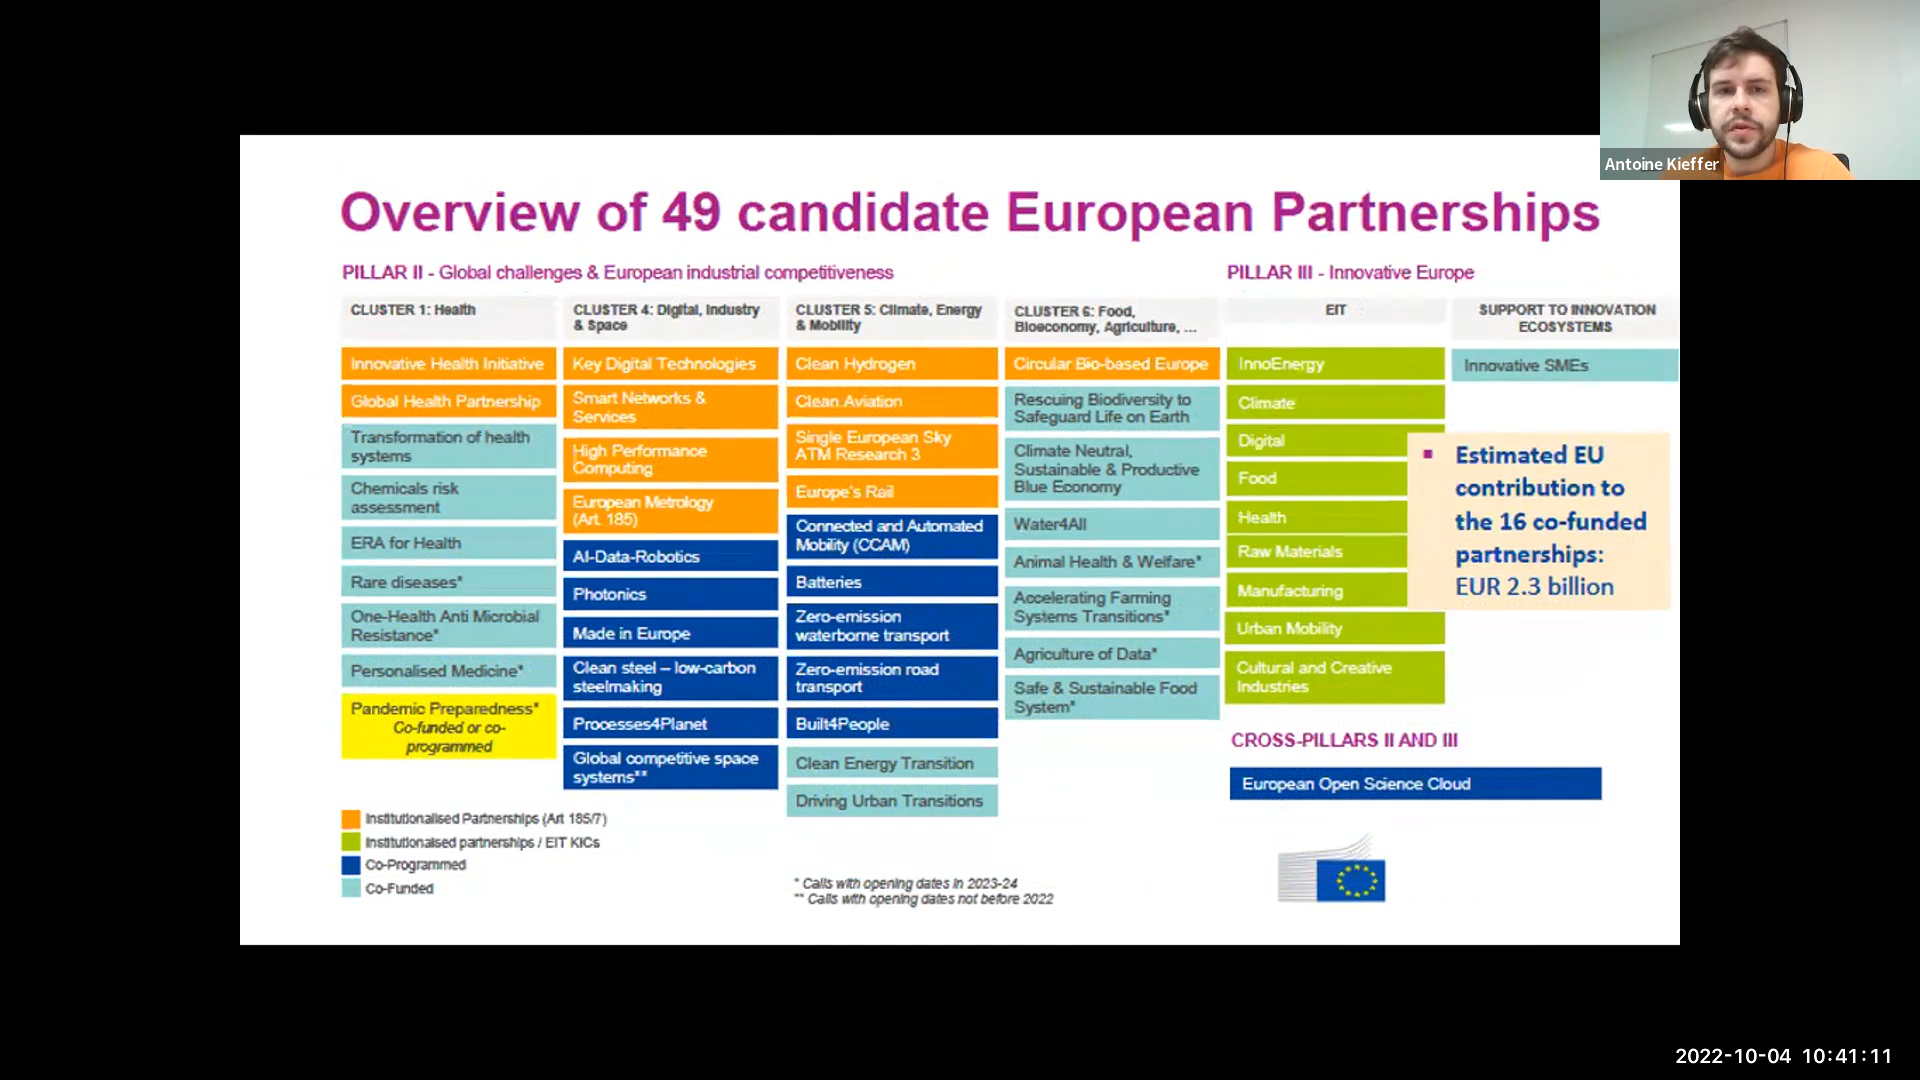 Antoine Kieffer
Overview of 49 candidate European Partnerships
PILLAR II - Global challenges & European industrial competitiveness
CLUSTER 1: Health
Innovative Health Initiative
Global Health Partnership
Transformation of health
systems
Chemicals risk
assessment
ERA for Health
Rare diseases*
One-Health Anti Microbial
Resistance*
Personalised Medicine*
Pandemic Preparedness*
Co-funded or co-
programmed
CLUSTER 4: Digital, Industry
& Space
Key Digital Technologies
Smart Networks &
Services
High Performance
Computing
European Metrology
(Art. 185)
AI-Data-Robotics
Photonics
Made in Europe
Clean steel – low-carbon
steelmaking
Processes4Planet
Global competitive space
systems**
CLUSTER 5: Climate, Energy
& Mobility
Clean Hydrogen
Clean Aviation
Single European Sky
ATM Research 3
Europe's Rail
Connected and Automated
Mobility (CCAM)
Batteries
Zero-emission
waterborne transport
Zero-emission road
transport
Built4People
Clean Energy Transition
Driving Urban Transitions
CLUSTER 6: Food,
Bioeconomy, Agriculture, ...
Circular Bio-based Europe
Rescuing Biodiversity to
Safeguard Life on Earth
Climate Neutral,
Sustainable & Productive
Blue Economy
Water4All
Animal Health & Welfare*
Accelerating Farming
Systems Transitions*
Agriculture of Data*
Safe & Sustainable Food
System*
PILLAR III - Innovative Europe
EIT
InnoEnergy
Climate
Digital
Food
Health
Raw Materials
Manufacturing
Urban Mobility
Cultural and Creative
Industries
SUPPORT TO INNOVATION
ECOSYSTEMS
Innovative SMEs
▪ Estimated EU
contribution to
the 16 co-funded
partnerships:
EUR 2.3 billion
CROSS-PILLARS II AND III
European Open Science Cloud
Institutionalised Partnerships (Art 185/7)
Institutionalised partnerships / EIT KICs
Co-Programmed
Co-Funded
* Calls with opening dates in 2023-24
** Calls with opening dates not before 2022
2022-10-04 10:41:11